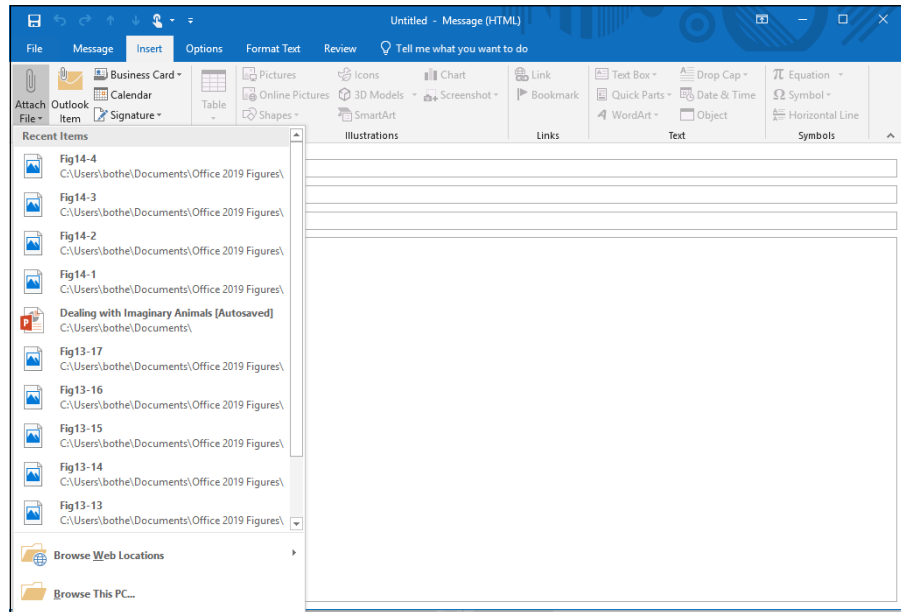 Untitled - Message (HTML)
File Message Insert Options Format Text Review Tell me what you want to do
Business Card Pictures Icons Chart Link Text Box Drop Cap π Equation
Calendar Online Pictures 3D Models Screenshot Bookmark Quick Parts Date & Time Ω Symbol
Attach File Outlook Item Signature Table Shapes SmartArt WordArt Object Horizontal Line
Illustrations Links Text Symbols
Recent Items
Fig14-4
C:\Users\bothe\Documents\Office 2019 Figures\
Fig14-3
C:\Users\bothe\Documents\Office 2019 Figures\
Fig14-2
C:\Users\bothe\Documents\Office 2019 Figures\
Fig14-1
C:\Users\bothe\Documents\Office 2019 Figures\
Dealing with Imaginary Animals [Autosaved]
C:\Users\bothe\Documents\
Fig13-17
C:\Users\bothe\Documents\Office 2019 Figures\
Fig13-16
C:\Users\bothe\Documents\Office 2019 Figures\
Fig13-15
C:\Users\bothe\Documents\Office 2019 Figures\
Fig13-14
C:\Users\bothe\Documents\Office 2019 Figures\
Fig13-13
C:\Users\bothe\Documents\Office 2019 Figures\
Browse Web Locations
Browse This PC...